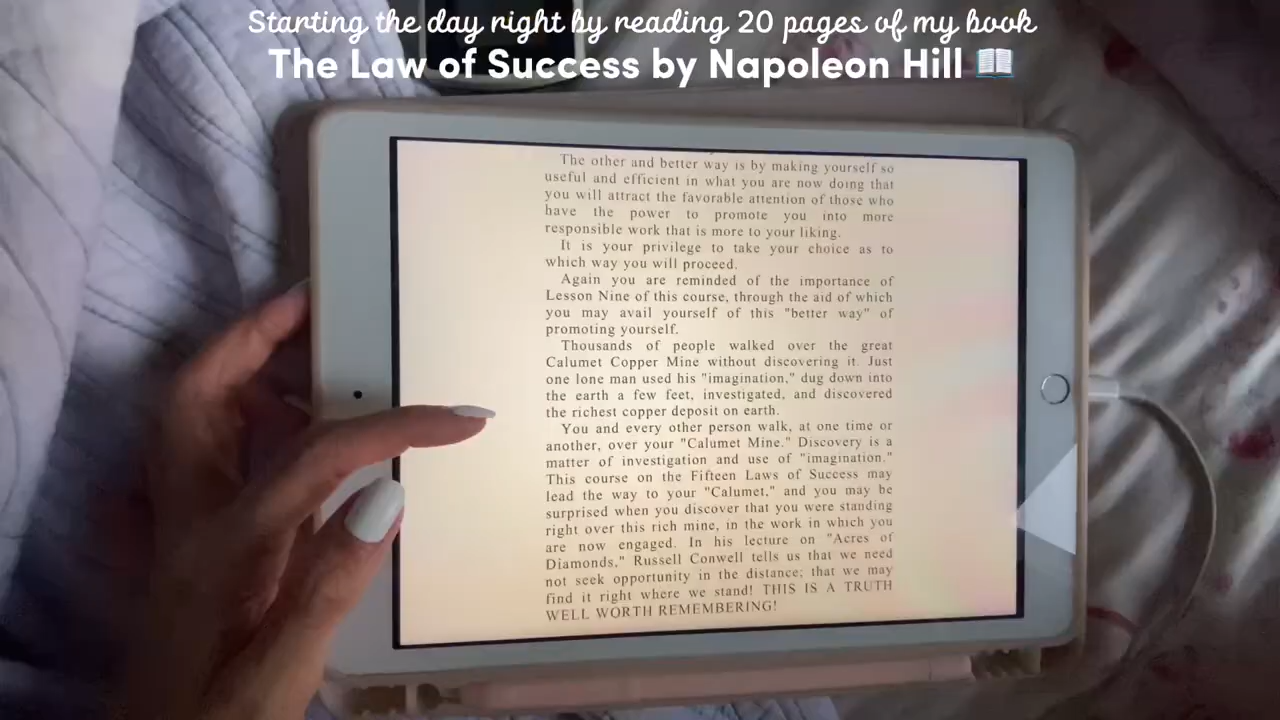 Starting the day right by reading 20 pages of my book
The Law of Success by Napoleon Hill 📖
The other and better way is by making yourself so
useful and efficient in what you are now doing that
you will attract the favorable attention of those who
have the power to promote you into more
responsible work that is more to your liking.
It is your privilege to take your choice as to
which way you will proceed.
Again you are reminded of the importance of
Lesson Nine of this course, through the aid of which
you may avail yourself of this "better way" of
promoting yourself.
Thousands of people walked over the great
Calumet Copper Mine without discovering it. Just
one lone man used his "imagination," dug down into
the earth a few feet, investigated, and discovered
the richest copper deposit on earth.
You and every other person walk, at one time or
another, over your "Calumet Mine." Discovery is a
matter of investigation and use of "imagination."
This course on the Fifteen Laws of Success may
lead the way to your "Calumet," and you may be
surprised when you discover that you were standing
right over this rich mine, in the work in which you
are now engaged. In his lecture on "Acres of
Diamonds," Russell Conwell tells us that we need
not seek opportunity in the distance; that we may
find it right where we stand! THIS IS A TRUTH
WELL WORTH REMEMBERING!